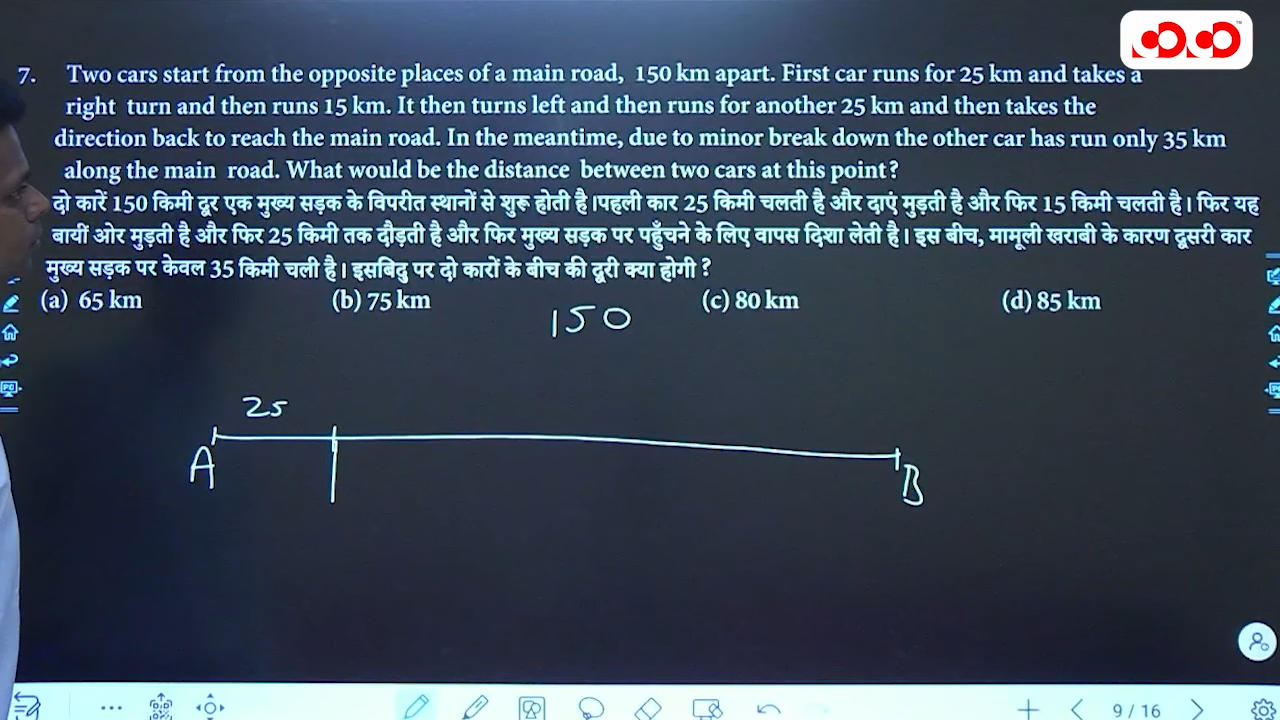 7. Two cars start from the opposite places of a main road, 150 km apart. First car runs for 25 km and takes a
right turn and then runs 15 km. It then turns left and then runs for another 25 km and then takes the
direction back to reach the main road. In the meantime, due to minor break down the other car has run only 35 km
along the main road. What would be the distance between two cars at this point?
दो कारें 150 किमी दूर एक मुख्य सड़क के विपरीत स्थानों से शुरू होती है।पहली कार 25 किमी चलती है और दाएं मुड़ती है और फिर 15 किमी चलती है। फिर यह
बायीं ओर मुड़ती है और फिर 25 किमी तक दौड़ती है और फिर मुख्य सड़क पर पहुँचने के लिए वापस दिशा लेती है। इस बीच, मामूली खराबी के कारण दूसरी कार
मुख्य सड़क पर केवल 35 किमी चली है। इसबिदु पर दो कारों के बीच की दूरी क्या होगी ?
(a) 65 km (b) 75 km (c) 80 km (d) 85 km
150
25
A B
9 / 16